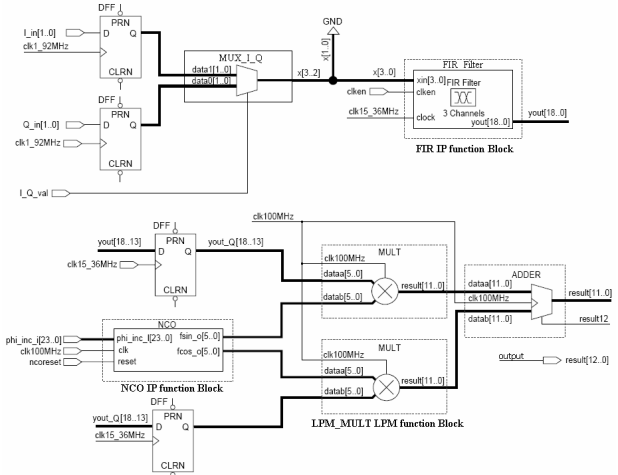 DFF
PRN
I_in[1..0]
D
Q
clk1_92MHz
CLRN
GND
x[1..0]
MUX_I_Q
data1[1..0]
data0[1..0]
x[3..2]
x[3..0]
FIR Filter
xin[3..0]
FIR Filter
clken
clken
3 Channels
clk15_36MHz
clock
yout[18..0]
yout[18..0]
FIR IP function Block
DFF
PRN
Q_in[1..0]
D
Q
clk1_92MHz
CLRN
I_Q_val
clk100MHz
DFF
PRN
yout[18..13]
D
Q
yout_Q[18..13]
clk15_36MHz
CLRN
MULT
clk100MHz
dataa[5..0]
datab[5..0]
result[11..0]
ADDER
dataa[11..0]
clk100MHz
datab[11..0]
result[11..0]
result12
NCO
phi_inc_i[23..0]
phi_inc_I[23..0]
fsin_o[5..0]
clk100MHz
clk
fcos_o[5..0]
ncoreset
reset
NCO IP function Block
MULT
clk100MHz
dataa[5..0]
datab[5..0]
result[11..0]
LPM_MULT LPM function Block
output
result[12..0]
DFF
PRN
yout_Q[18..13]
D
Q
clk15_36MHz
CLRN